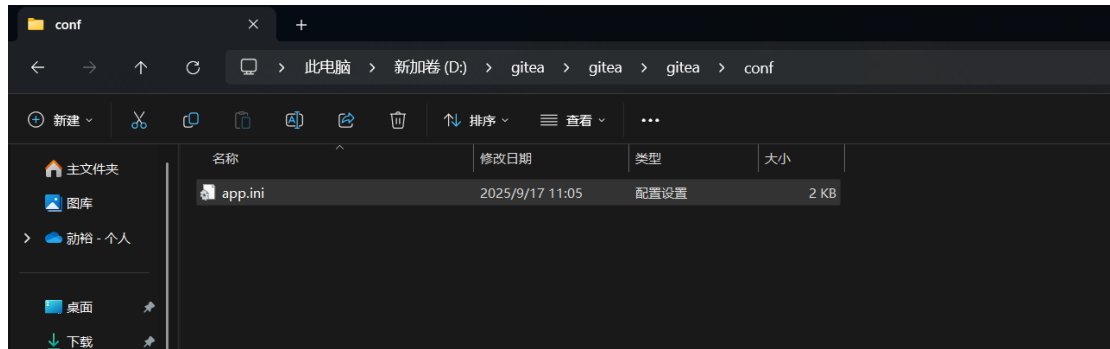 conf
此电脑 > 新加卷 (D:) > gitea > gitea > gitea > conf
新建 排序 查看
名称 修改日期 类型 大小
app.ini 2025/9/17 11:05 配置设置 2 KB
主文件夹
图库
勍裕 - 个人
桌面
下载